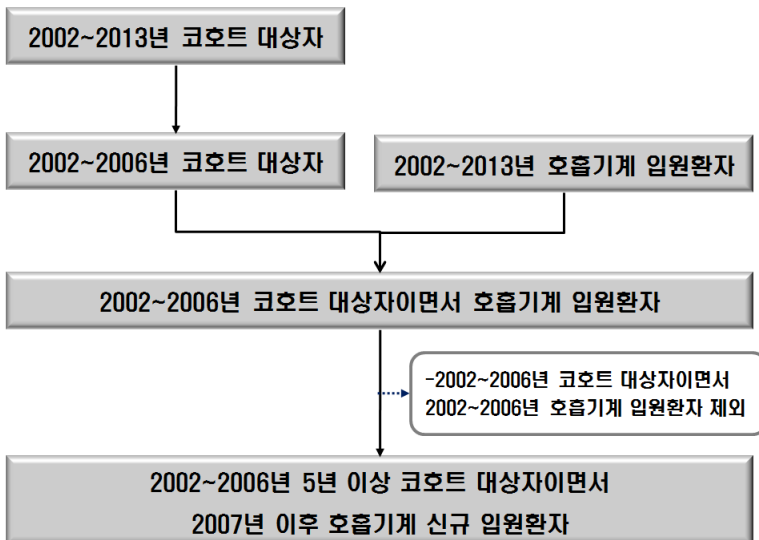 2002~2013년 코호트 대상자
2002~2006년 코호트 대상자
2002~2013년 호흡기계 입원환자
2002~2006년 코호트 대상자이면서 호흡기계 입원환자
-2002~2006년 코호트 대상자이면서
2002~2006년 호흡기계 입원환자 제외
2002~2006년 5년 이상 코호트 대상자이면서
2007년 이후 호흡기계 신규 입원환자